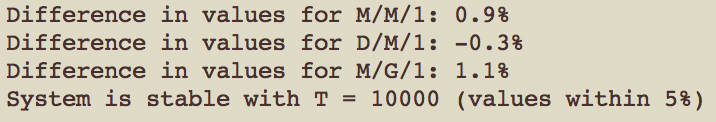 Difference in values for M/M/1: 0.9%
Difference in values for D/M/1: -0.3%
Difference in values for M/G/1: 1.1%
System is stable with T = 10000 (values within 5%)